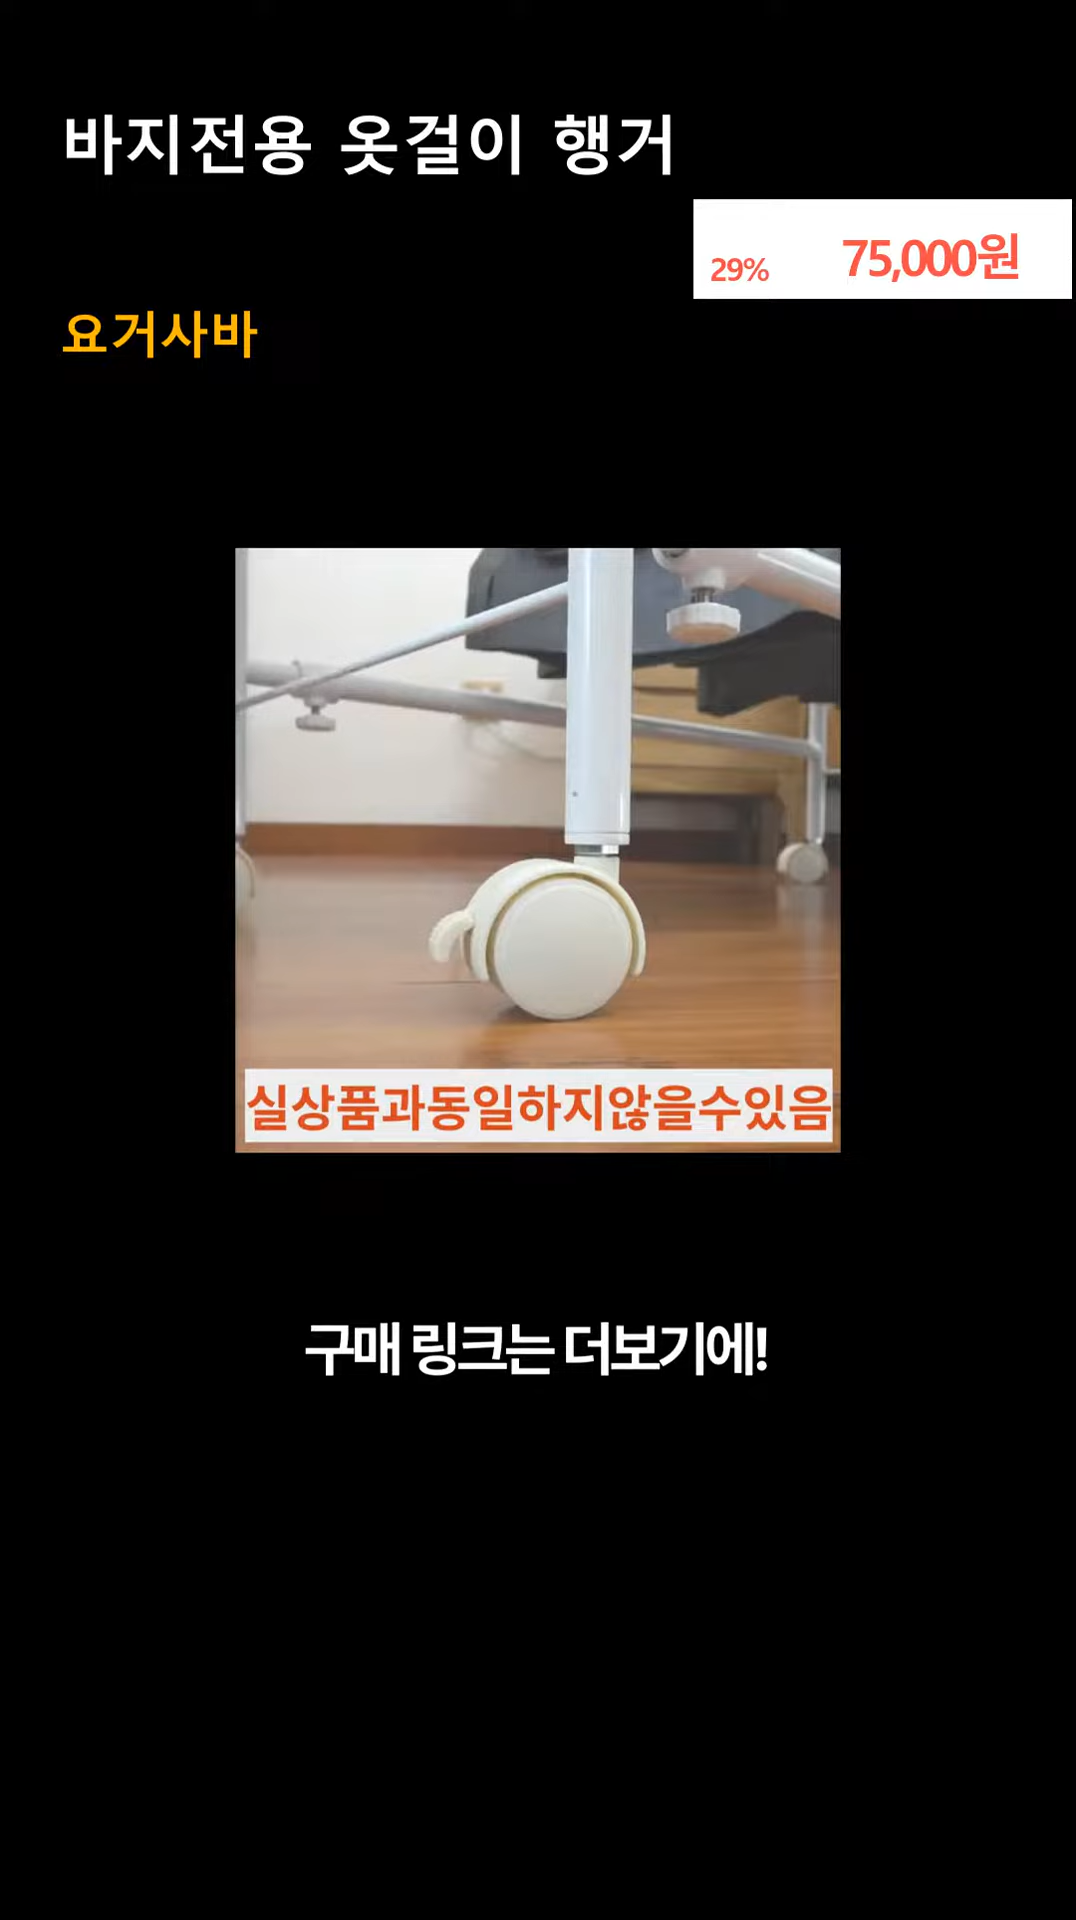 바지전용 옷걸이 행거
29% 75,000원
요거사바
실상품과동일하지않을수있음
구매 링크는 더보기에!